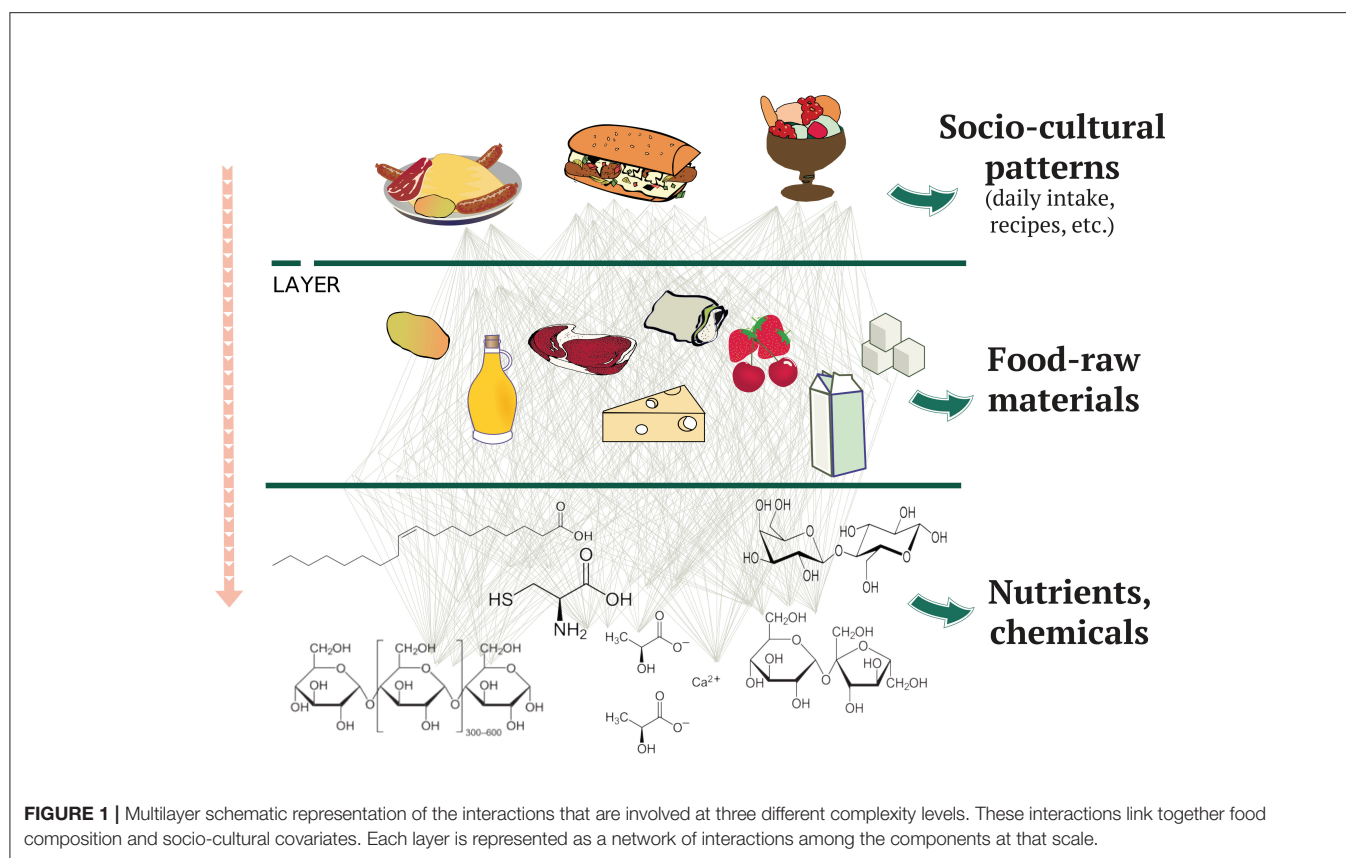 Socio-cultural
patterns
(daily intake,
recipes, etc.)
LAYER
Food-raw
materials
Nutrients,
chemicals
O
OH
O
HS
OH
NH₂
OH OH
O
HO
OH
O
OH
HO
O
OH
OH
CH₂OH
O
OH
OH
OH
O
CH₂OH
O
OH
OH
O
CH₂OH
O
OH
OH
OH
300–600
O
H₃C
O⁻
OH
Ca²⁺
O
H₃C
O⁻
OH
CH₂OH
O
OH
OH
OH
O
CH₂OH
O
HO
CH₂OH
OH
FIGURE 1 | Multilayer schematic representation of the interactions that are involved at three different complexity levels. These interactions link together food
composition and socio-cultural covariates. Each layer is represented as a network of interactions among the components at that scale.